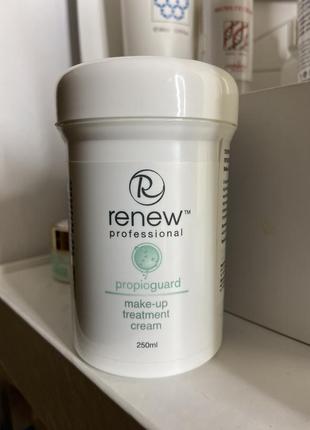 R
renew™
professional
propioguard
make-up
treatment
cream
250ml